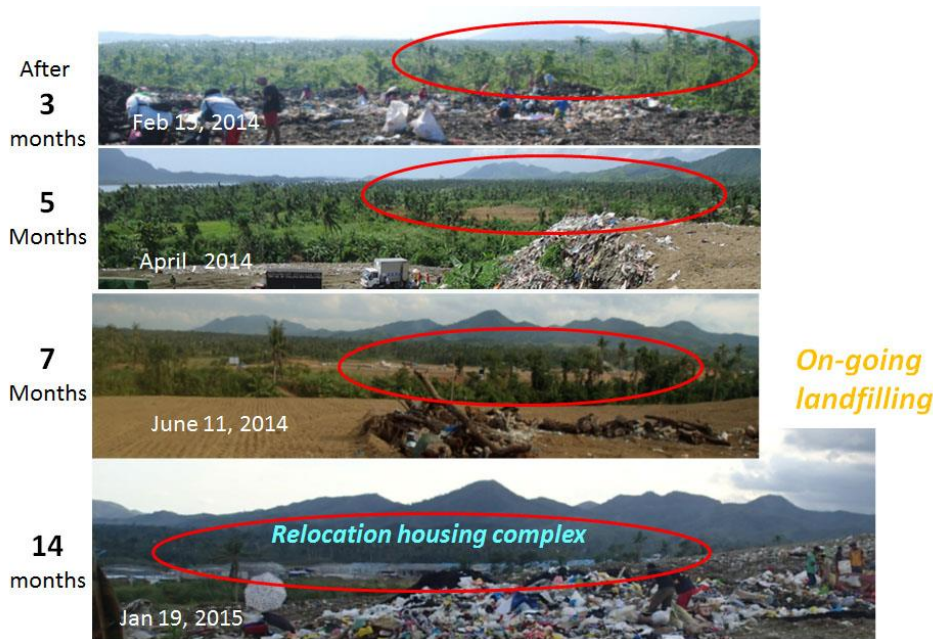 After
3
months
Feb 13, 2014
5
Months
April , 2014
7
Months
June 11, 2014
On-going
landfilling
14
months
Relocation housing complex
Jan 19, 2015